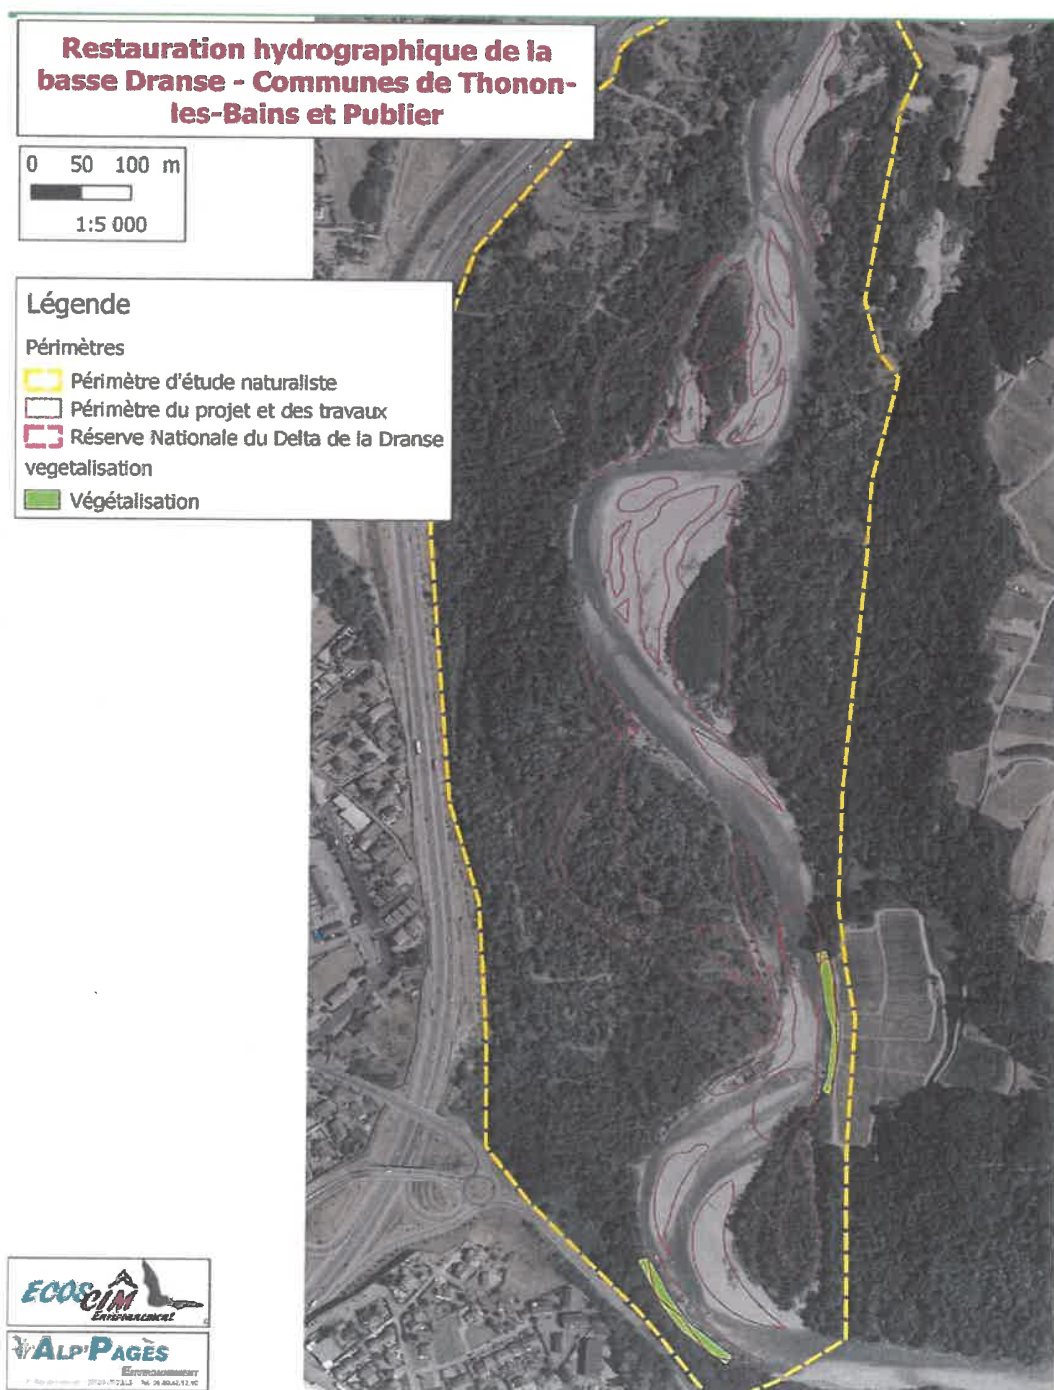 Restauration hydrographique de la
basse Dranse - Communes de Thonon-
les-Bains et Publier
0 50 100 m
1:5 000
Légende
Périmètres
Périmètre d'étude naturaliste
Périmètre du projet et des travaux
Réserve Nationale du Delta de la Dranse
vegetalisation
Végétalisation
ECOSCIM
Environnement
ALP'PAGÈS
ENVIRONNEMENT